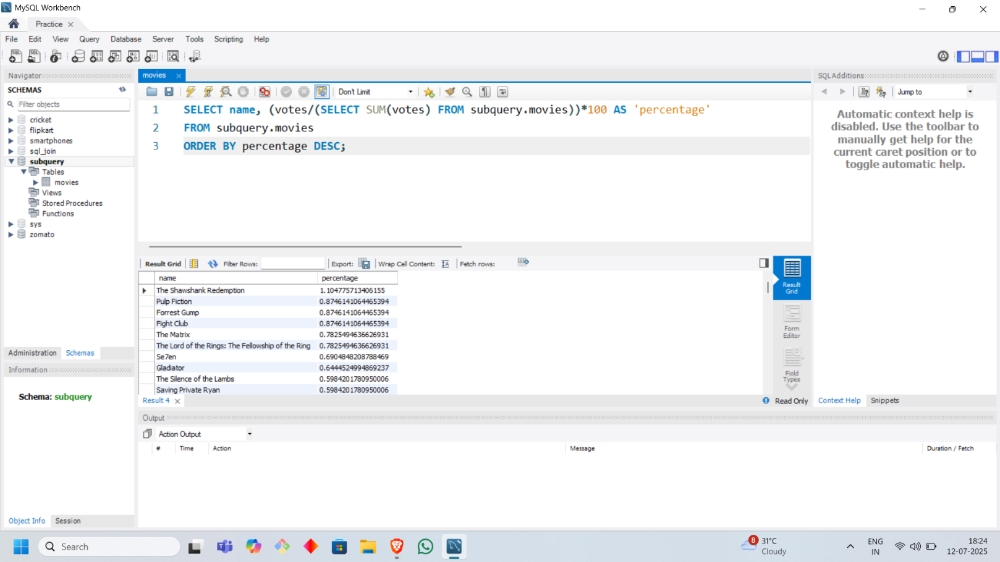 MySQL Workbench
Practice
File Edit View Query Database Server Tools Scripting Help
Navigator
SCHEMAS
Filter objects
cricket
flipkart
smartphones
sql_join
subquery
Tables
movies
Views
Stored Procedures
Functions
sys
zomato
Administration Schemas
Information
Schema: subquery
Object Info Session
movies
Don't Limit
1 SELECT name, (votes/(SELECT SUM(votes) FROM subquery.movies))*100 AS 'percentage'
2 FROM subquery.movies
3 ORDER BY percentage DESC;
Result Grid Filter Rows: Export: Wrap Cell Content: Fetch rows:
name percentage
The Shawshank Redemption 1.104775713406155
Pulp Fiction 0.8746141064465394
Forrest Gump 0.8746141064465394
Fight Club 0.8746141064465394
The Matrix 0.7825494636626931
The Lord of the Rings: The Fellowship of the Ring 0.7825494636626931
Se7en 0.6904848208788469
Gladiator 0.6444524994869237
The Silence of the Lambs 0.5984201780950006
Saving Private Ryan 0.5984201780950006
Result
Grid
Form
Editor
Field
Types
Result 4
Read Only
SQLAdditions
Jump to
Automatic context help is
disabled. Use the toolbar to
manually get help for the
current caret position or to
toggle automatic help.
Context Help Snippets
Output
Action Output
# Time Action Message Duration / Fetch
Search
8
31°C
Cloudy
ENG
IN
18:24
12-07-2025